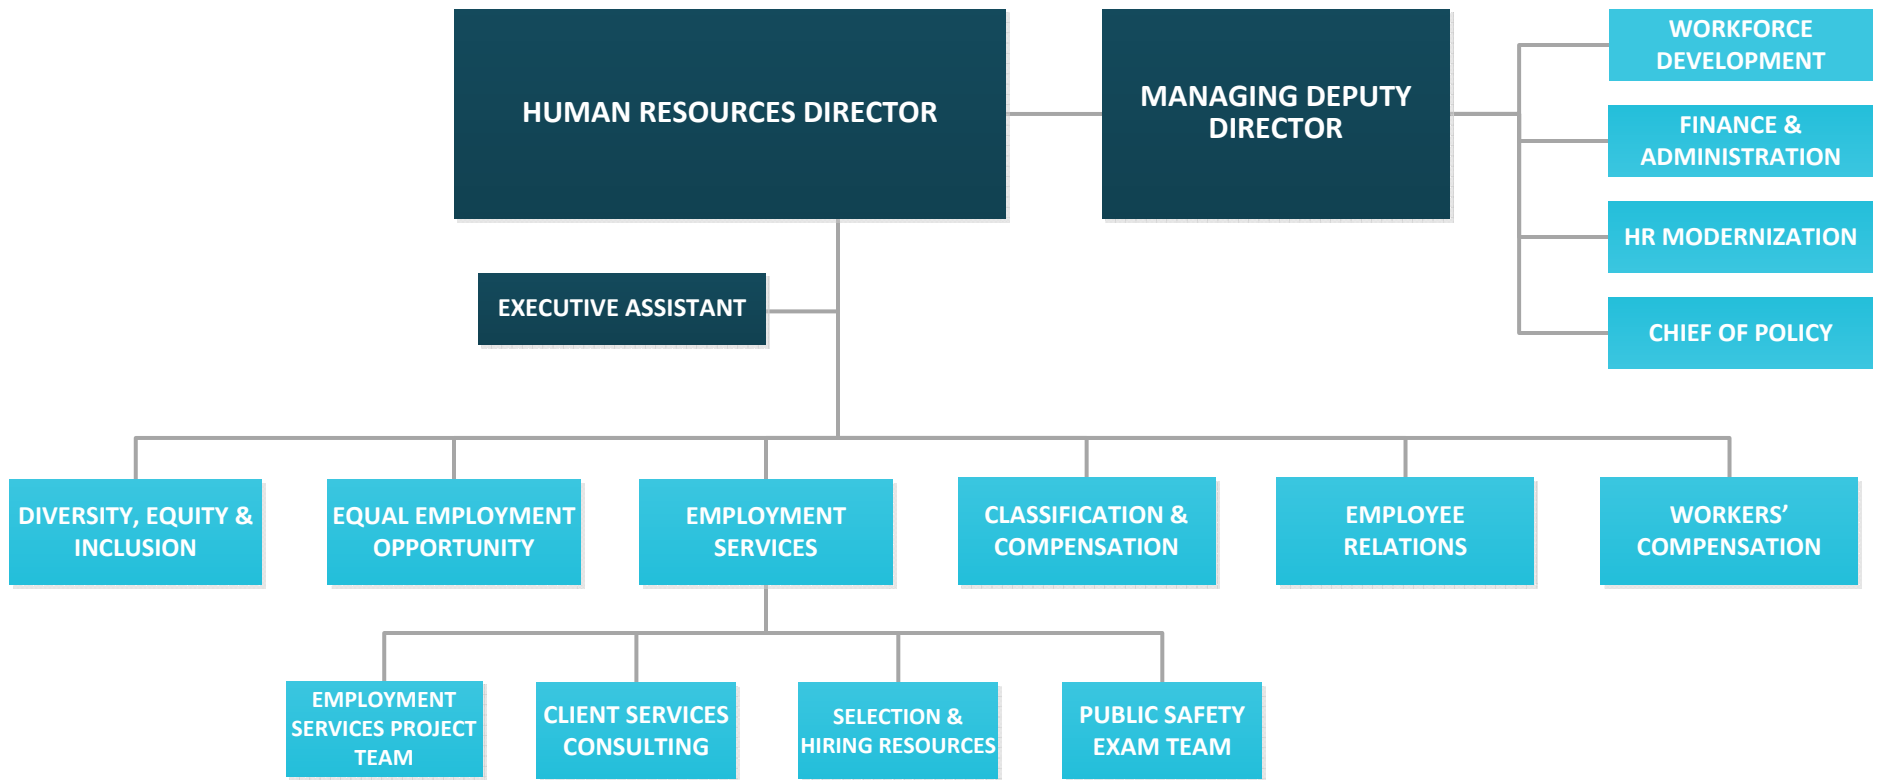 HUMAN RESOURCES DIRECTOR
MANAGING DEPUTY
DIRECTOR
WORKFORCE
DEVELOPMENT
FINANCE &
ADMINISTRATION
HR MODERNIZATION
CHIEF OF POLICY
EXECUTIVE ASSISTANT
DIVERSITY, EQUITY &
INCLUSION
EQUAL EMPLOYMENT
OPPORTUNITY
EMPLOYMENT
SERVICES
CLASSIFICATION &
COMPENSATION
EMPLOYEE
RELATIONS
WORKERS’
COMPENSATION
EMPLOYMENT
SERVICES PROJECT
TEAM
CLIENT SERVICES
CONSULTING
SELECTION &
HIRING RESOURCES
PUBLIC SAFETY
EXAM TEAM